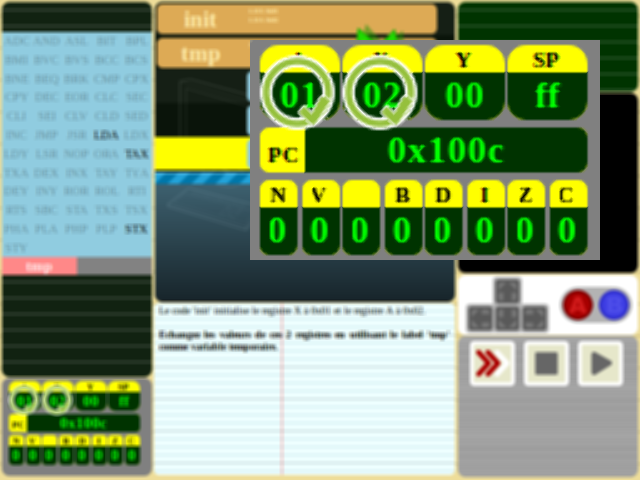 init
tmp
ADC AND ASL BIT BPL
BMI BVC BVS BCC BCS
BNE BEQ BRK CMP CPX
CPY DEC EOR CLC SEC
CLI SEI CLV CLD SED
INC JMP JSR LDA LDX
LDY LSR NOP ORA TAX
TXA DEX INX TAY TYA
DEY INY ROR ROL RTI
RTS SBC STA TXS TSX
PHA PLA PHP PLP STX
STY
tmp
Y SP
01 02 00 ff
PC 0x100c
N V B D I Z C
0 0 0 0 0 0 0 0
Le code 'init' initialise le registre X à 0x01 et le registre A à 0x02.
Echanger les valeurs de ces 2 registres en utilisant le label 'tmp'
comme variable temporaire.
A B
Y SP
00 ff
PC 0x100c
N V B D I Z C
0 0 0 0 0 0 0 0